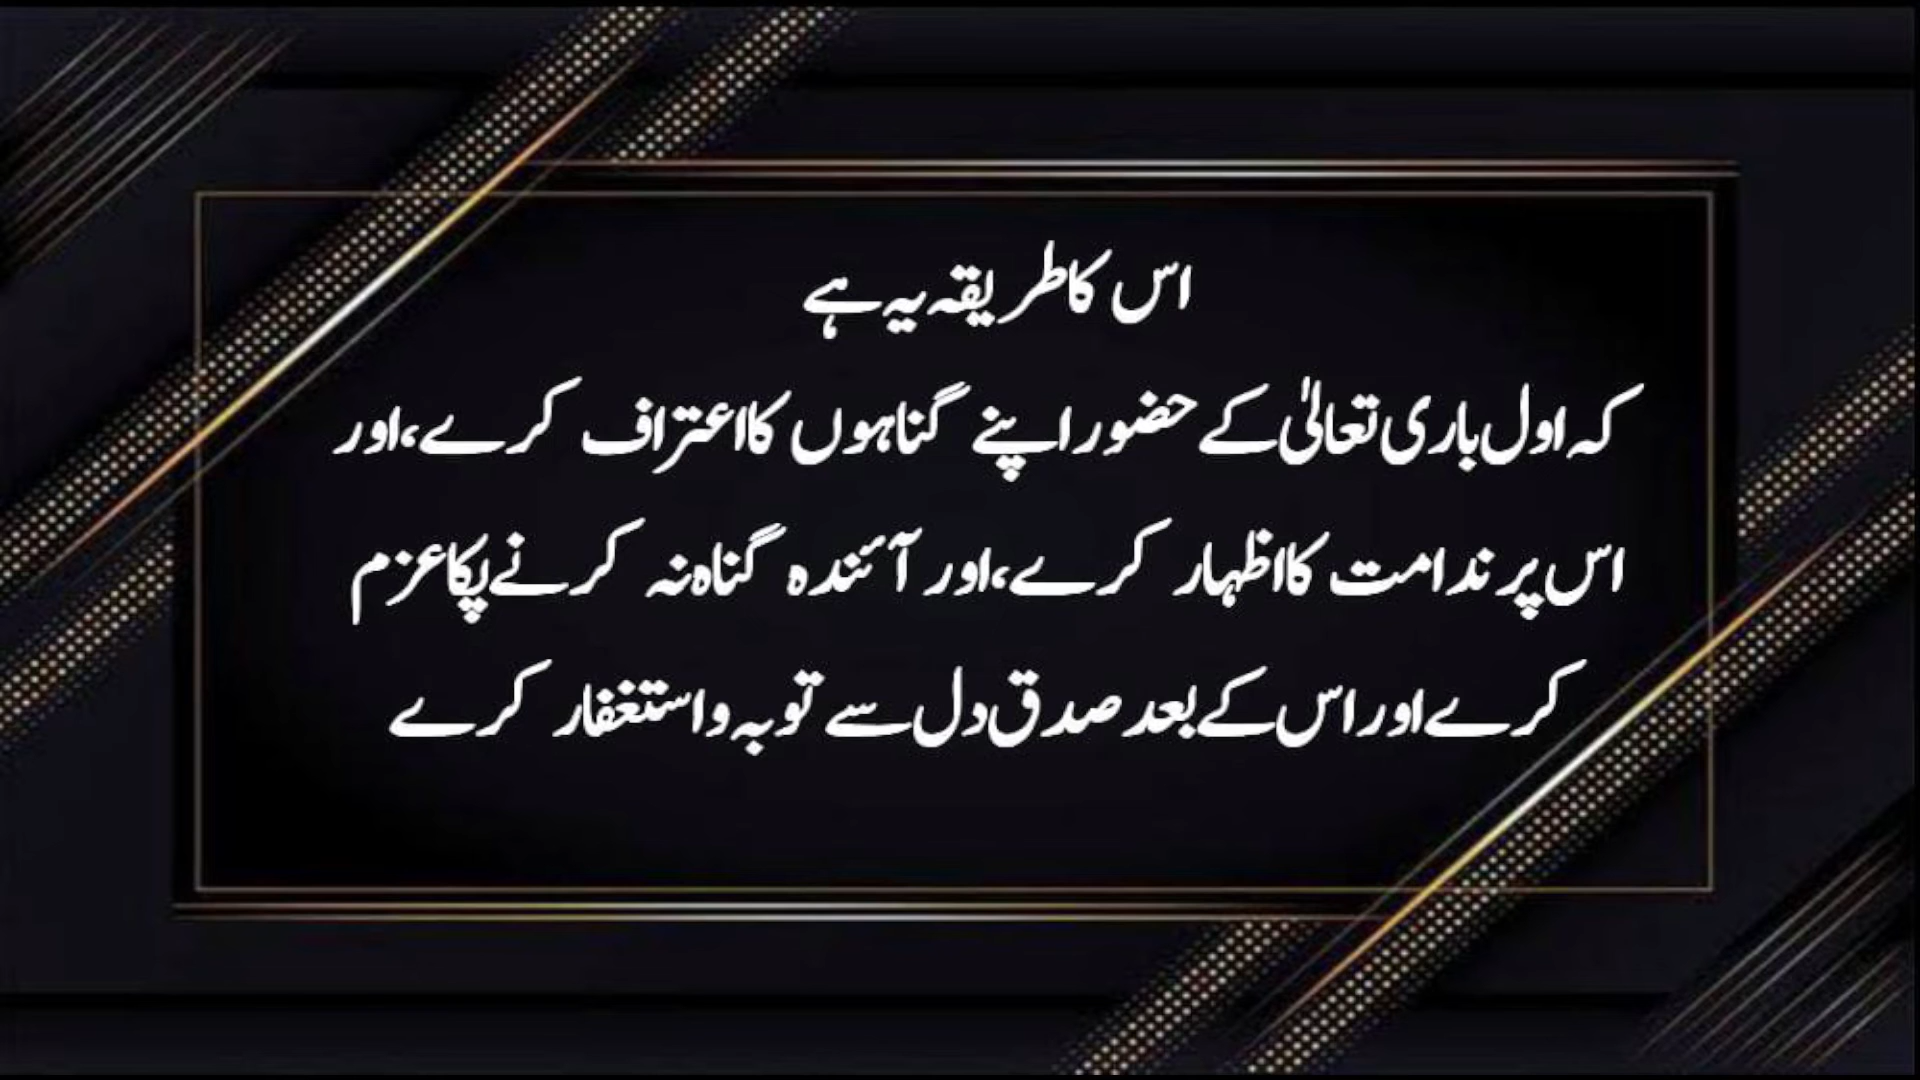 اس کا طریقہ یہ ہے
کہ اول باری تعالیٰ کے حضور اپنے گناہوں کا اعتراف کرے، اور
اس پر ندامت کا اظہار کرے، اور آئندہ گناہ نہ کرنے پکا عزم
کرے اور اس کے بعد صدق دل سے توبہ و استغفار کرے